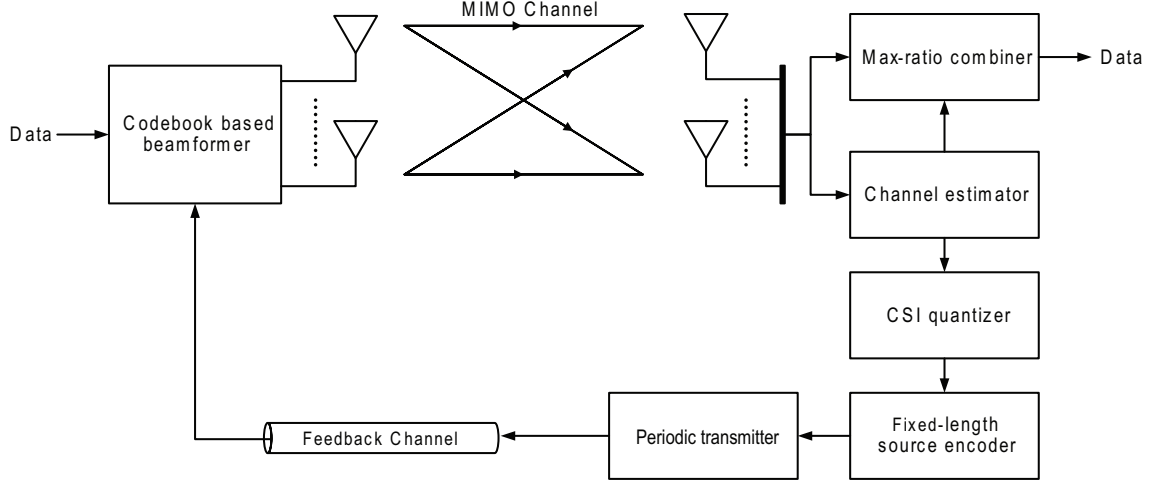 MIMO Channel
Max-ratio combiner
Data
Data
Codebook based
beamformer
Channel estimator
CSI quantizer
Feedback Channel
Periodic transmitter
Fixed-length
source encoder